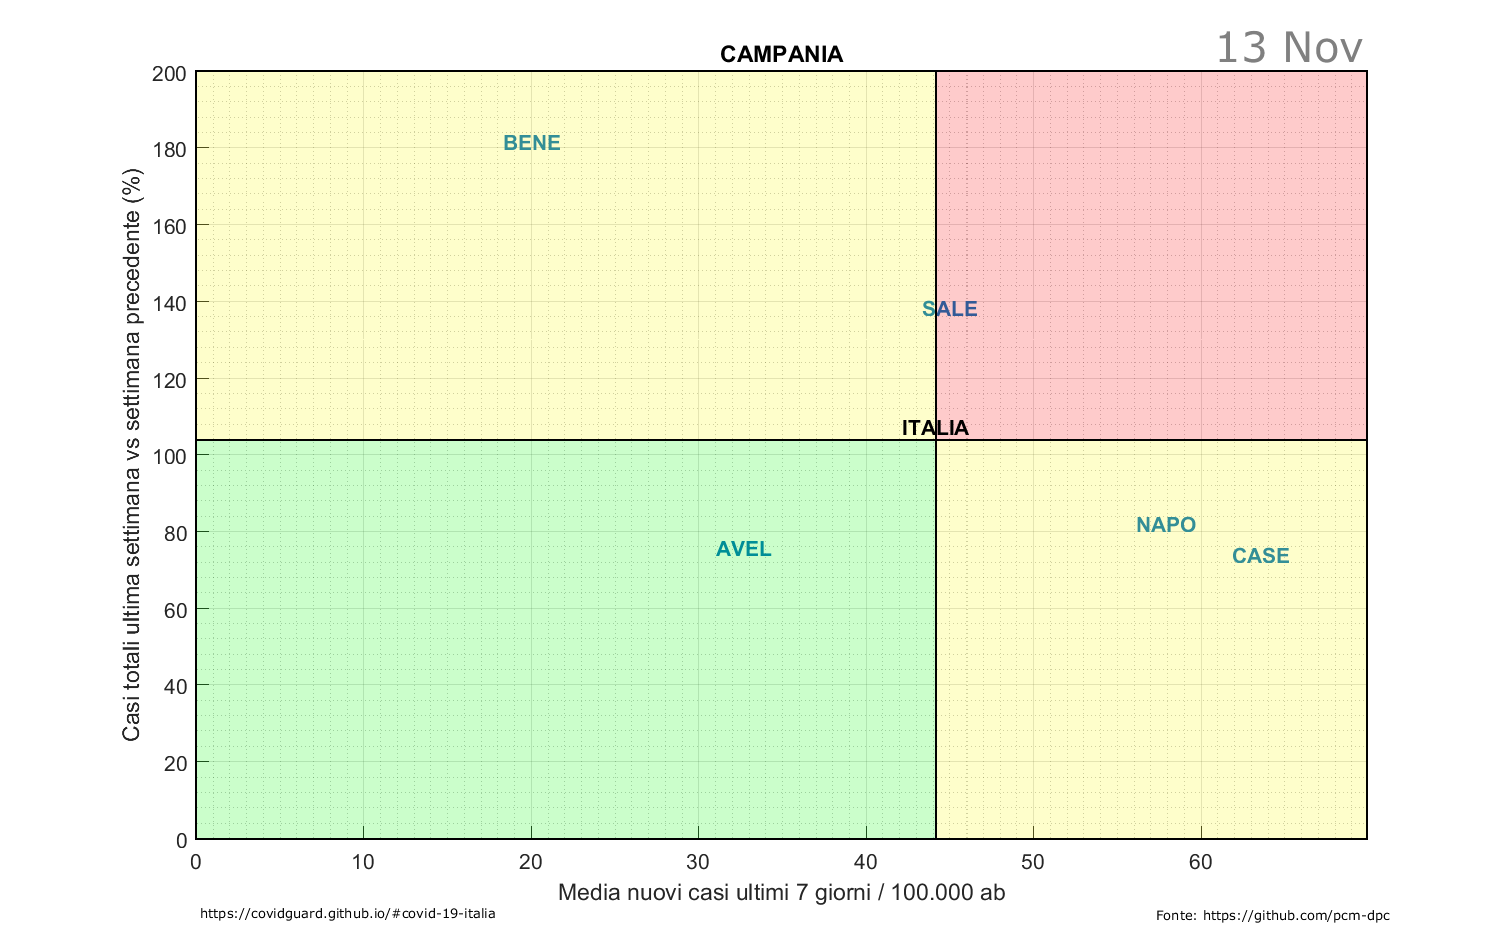 CAMPANIA
13 Nov
200
180
160
140
120
100
80
60
40
20
0
Casi totali ultima settimana vs settimana precedente (%)
BENE
SALE
ITALIA
NAPO
AVEL
CASE
0 10 20 30 40 50 60
Media nuovi casi ultimi 7 giorni / 100.000 ab
https://covidguard.github.io/#covid-19-italia
Fonte: https://github.com/pcm-dpc